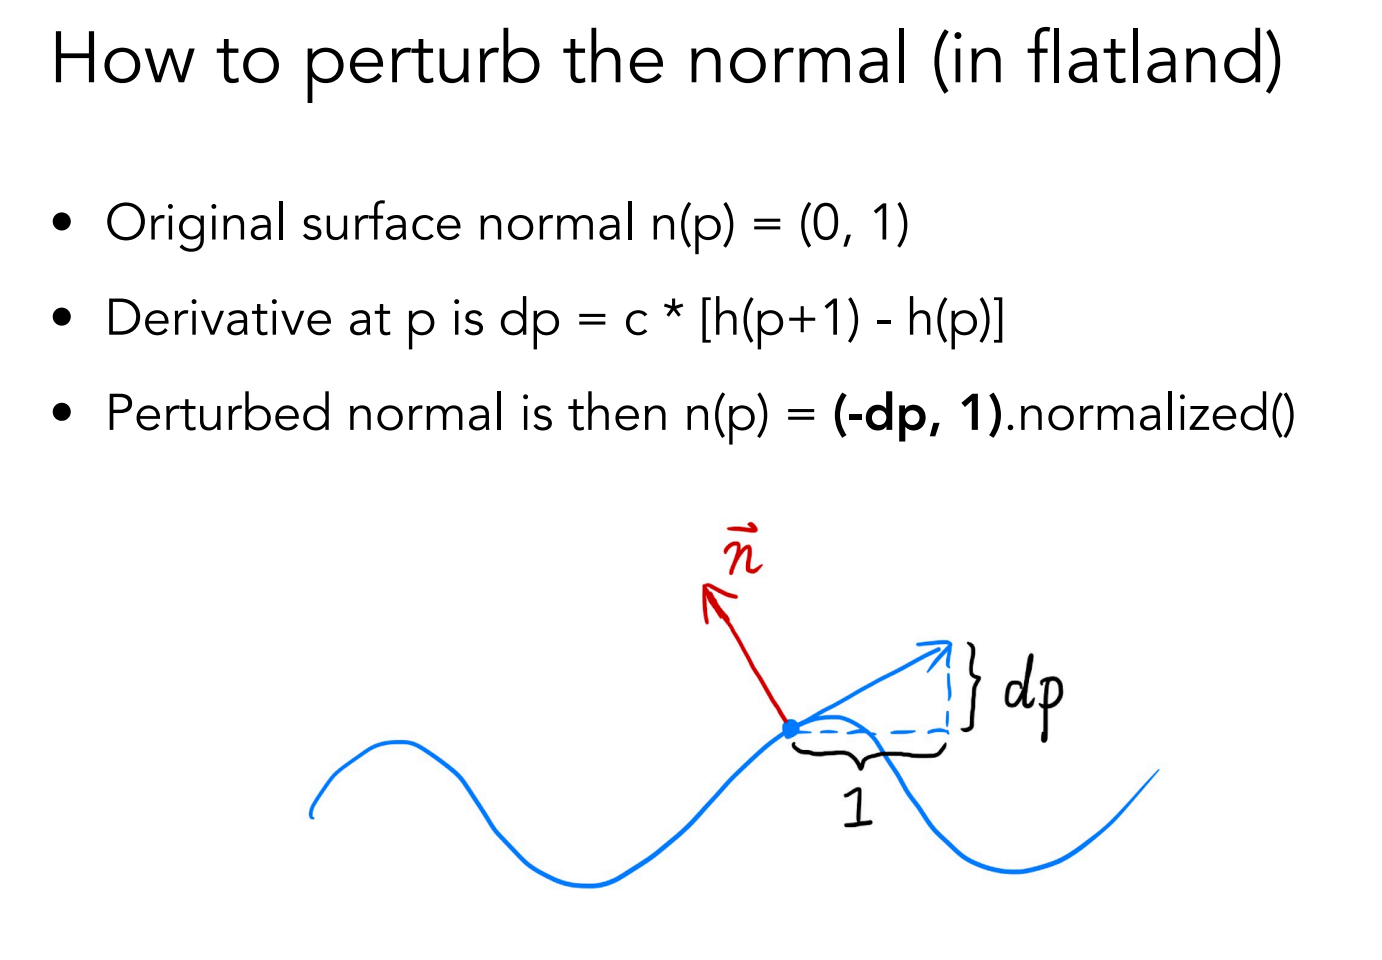 How to perturb the normal (in flatland)
• Original surface normal n(p) = (0, 1)
• Derivative at p is dp = c * [h(p+1) - h(p)]
• Perturbed normal is then n(p) = (-dp, 1).normalized()
n⃗
dp
1